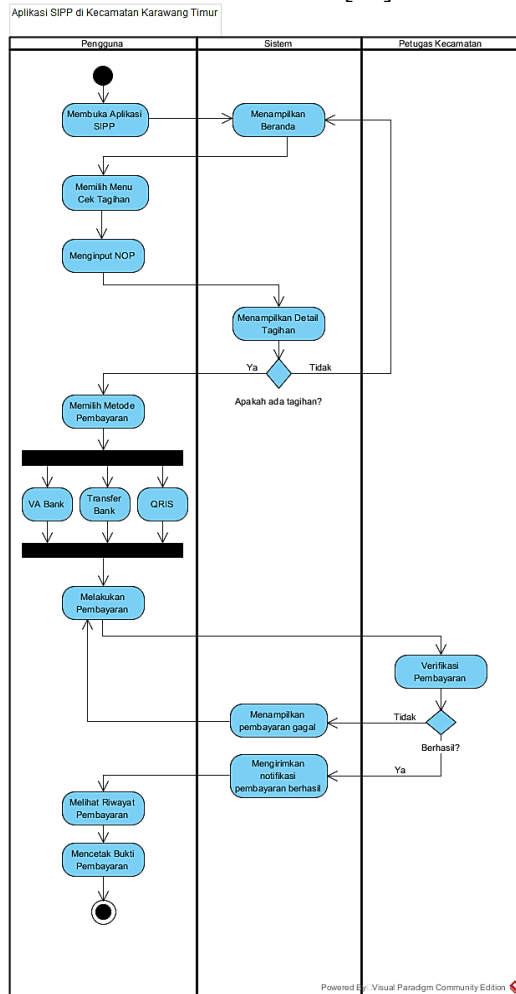 Aplikasi SIPP di Kecamatan Karawang Timur
Pengguna
Sistem
Petugas Kecamatan
Membuka Aplikasi
SIPP
Menampilkan
Beranda
Memilih Menu
Cek Tagihan
Menginput NOP
Menampilkan Detail
Tagihan
Ya
Tidak
Apakah ada tagihan?
Memilih Metode
Pembayaran
VA Bank
Transfer
Bank
QRIS
Melakukan
Pembayaran
Verifikasi
Pembayaran
Menampilkan
pembayaran gagal
Tidak
Berhasil?
Mengirimkan
notifikasi
pembayaran berhasil
Ya
Melihat Riwayat
Pembayaran
Mencetak Bukti
Pembayaran
Powered By Visual Paradigm Community Edition